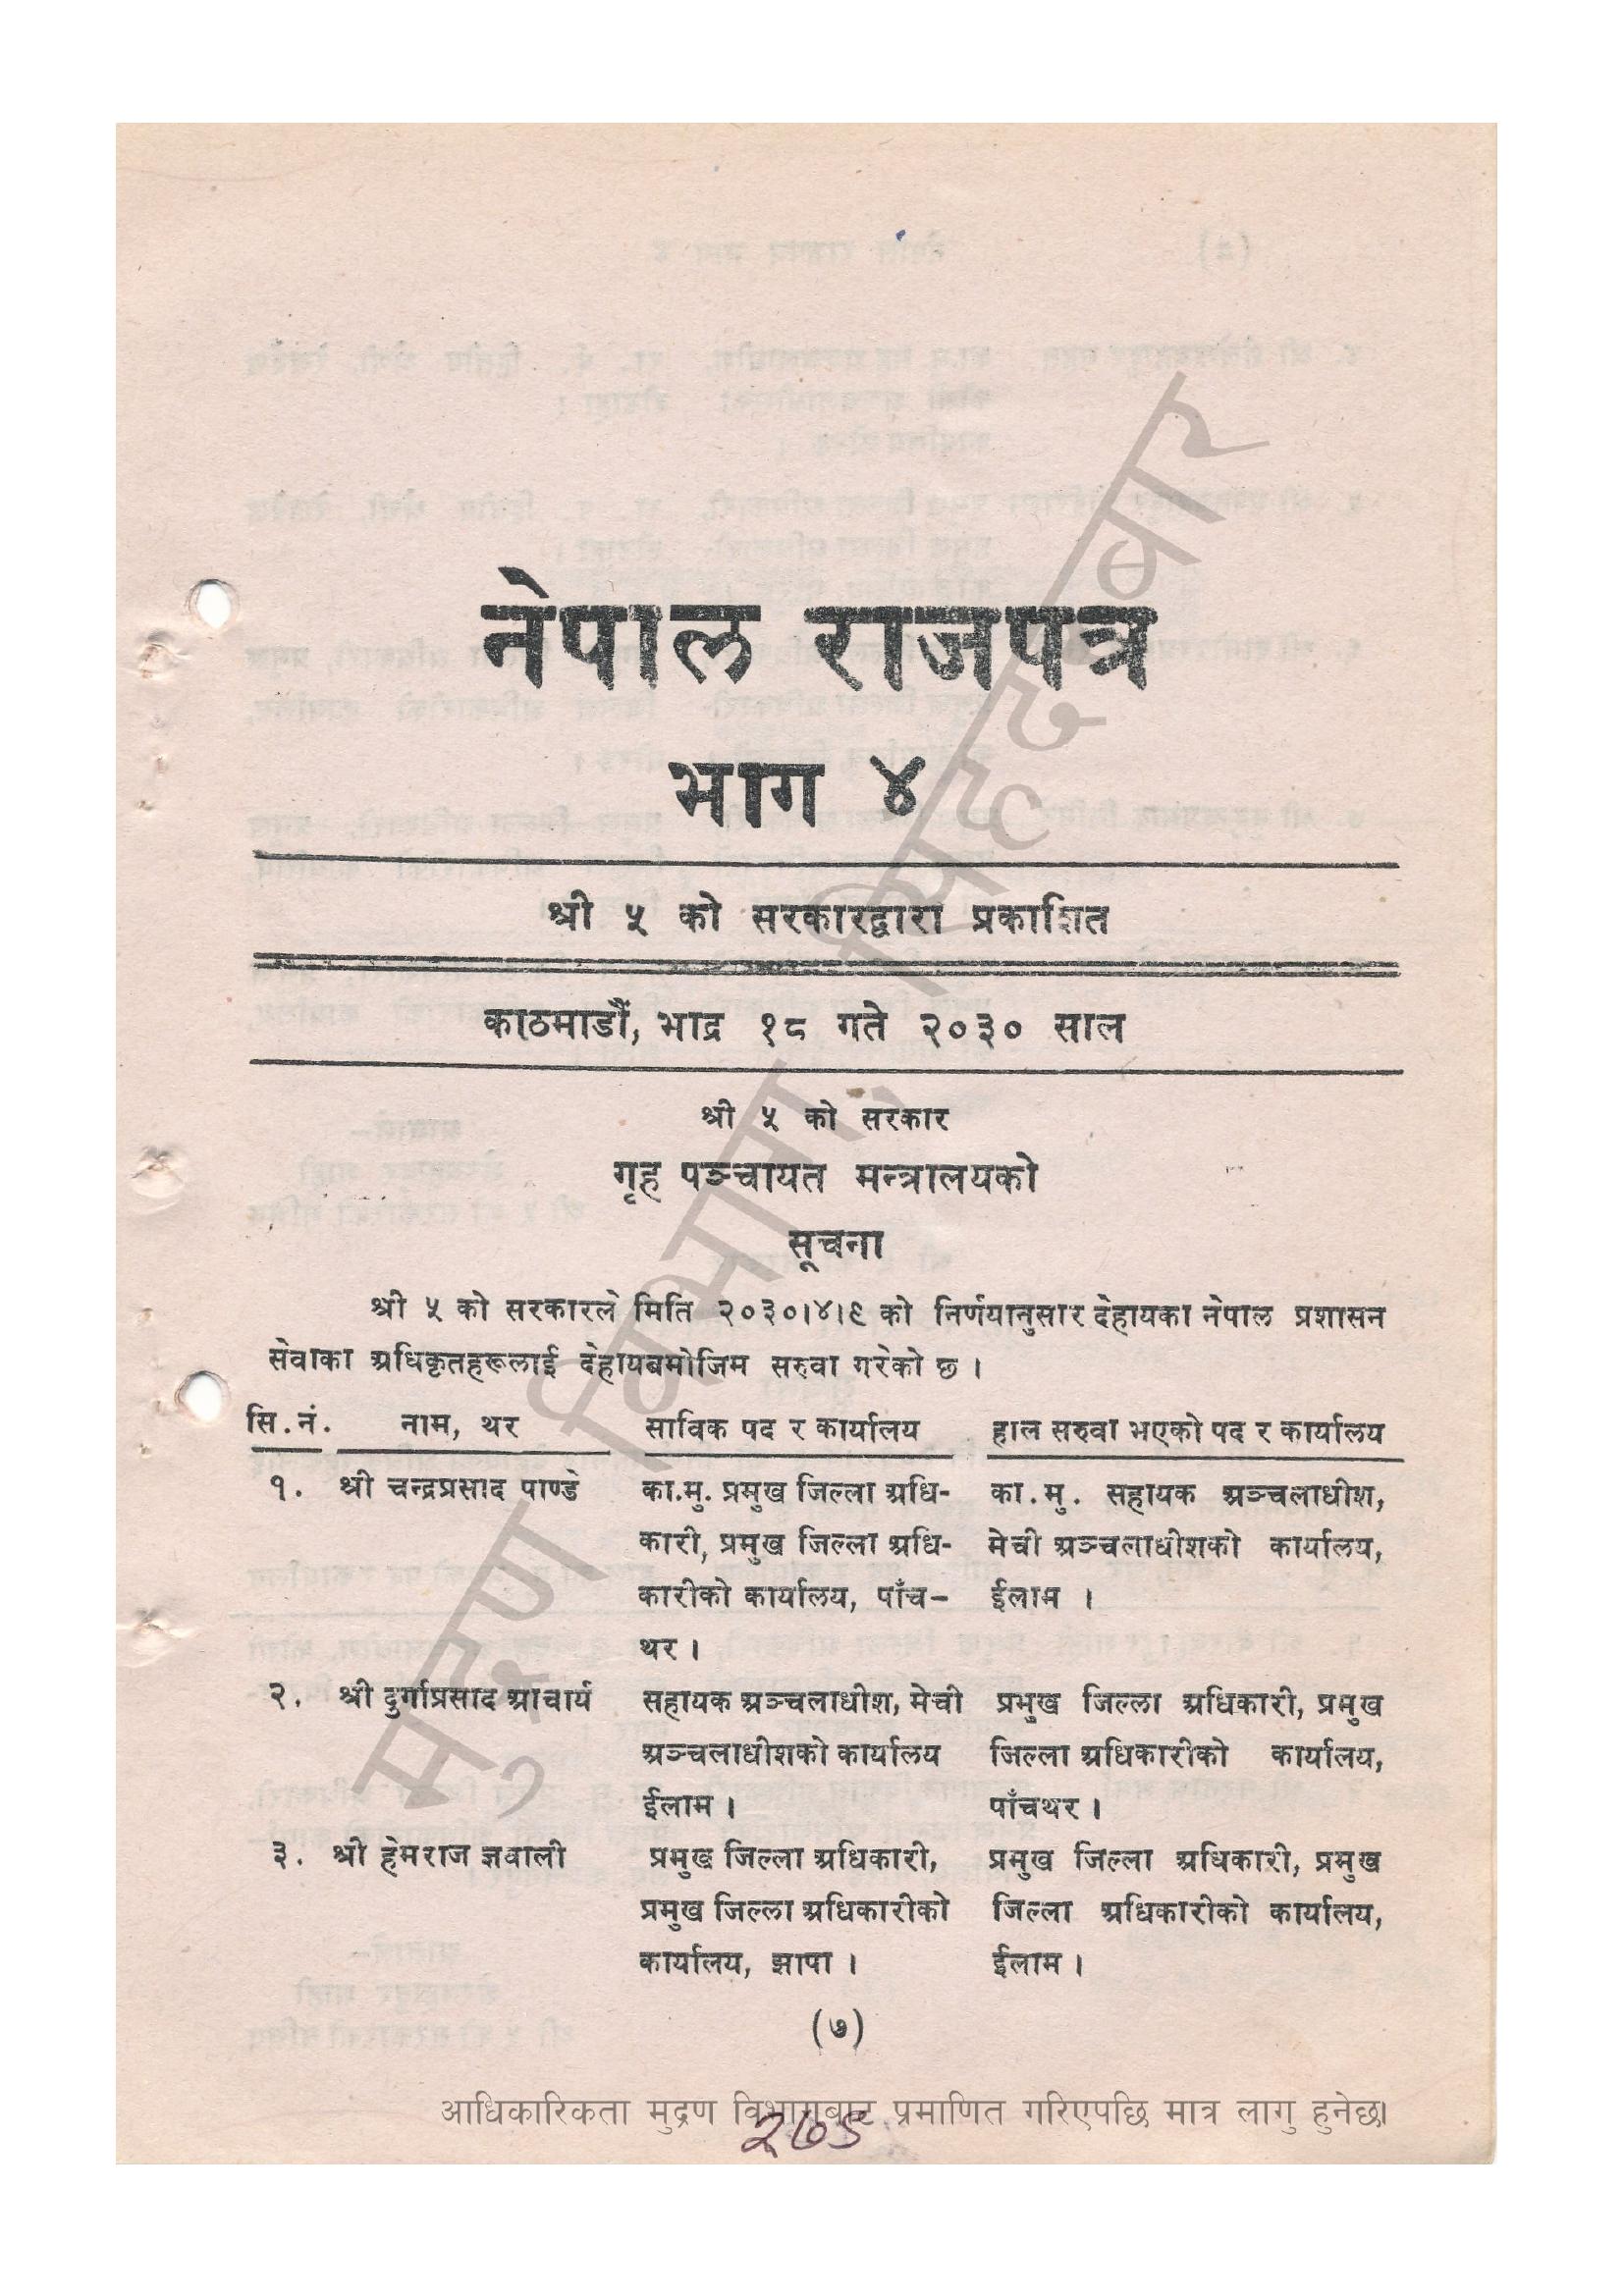 नेपाल राजपत्र
भाग ४
श्री ५ को सरकारद्वारा प्रकाशित
काठमाडौं, भाद्र १८ गते २०३० साल
श्री ५ को सरकार
गृह पञ्चायत मन्त्रालयको
सूचना
श्री ५ को सरकारले मिति २०३०।४।९ को निर्णयानुसार देहायका नेपाल प्रशासन
सेवाका अधिकृतहरूलाई देहायबमोजिम सरुवा गरेको छ ।
सि.नं. नाम, थर साविक पद र कार्यालय हाल सरुवा भएको पद र कार्यालय
१. श्री चन्द्रप्रसाद पाण्डे का.मु. प्रमुख जिल्ला अधि- का.मु. सहायक अञ्चलाधीश,
कारी, प्रमुख जिल्ला अधि- मेची अञ्चलाधीशको कार्यालय,
कारीको कार्यालय, पाँच- ईलाम ।
थर ।
२. श्री दुर्गाप्रसाद आचार्य सहायक अञ्चलाधीश, मेची प्रमुख जिल्ला अधिकारी, प्रमुख
अञ्चलाधीशको कार्यालय जिल्ला अधिकारीको कार्यालय,
ईलाम । पाँचथर ।
३. श्री हेमराज ज्ञवाली प्रमुख जिल्ला अधिकारी, प्रमुख जिल्ला अधिकारी, प्रमुख
प्रमुख जिल्ला अधिकारीको जिल्ला अधिकारीको कार्यालय,
कार्यालय, झापा । ईलाम ।
(७)
आधिकारिकता मुद्रण विभागबाट प्रमाणित गरिएपछि मात्र लागु हुनेछ।
मुद्रण विभाग, सिंहदरबार